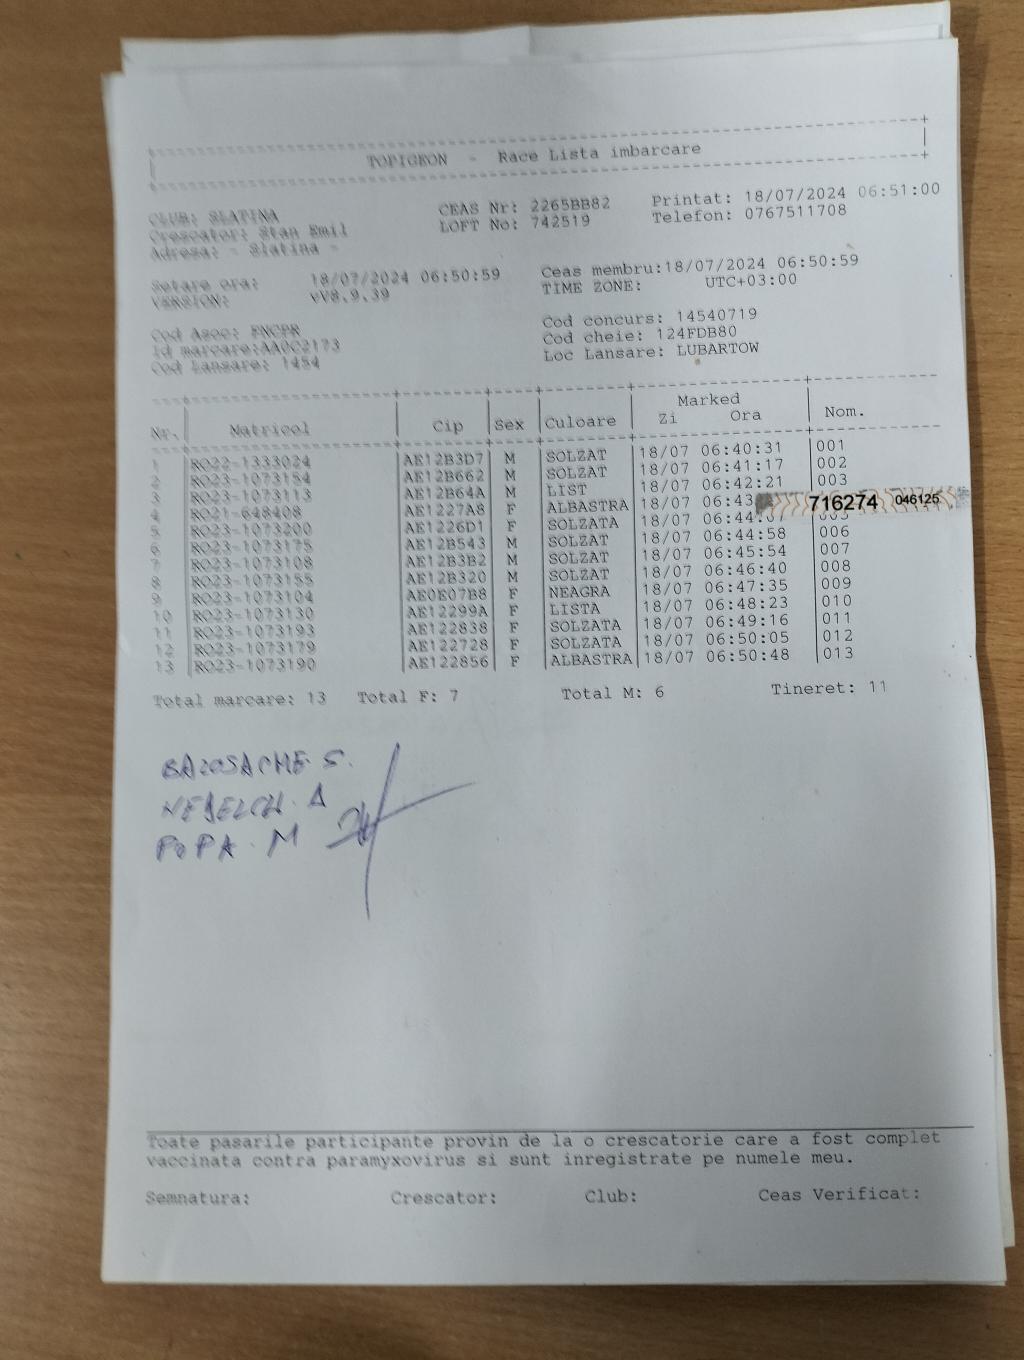 TOPIGEON - Race Lista imbarcare
CLUB: SLATINA CEAS Nr: 2265BB82 Printat: 18/07/2024 06:51:00
Crescator: Stan Emil LOFT No: 742519 Telefon: 0767511708
Adresa: - Slatina -
Setare ora: 18/07/2024 06:50:59 Ceas membru:18/07/2024 06:50:59
VERSION: vV8.9.39 TIME ZONE: UTC+03:00
Cod Asoc: FNCPR Cod concurs: 14540719
Id marcare:AA0C2173 Cod cheie: 124FDB80
Cod Lansare: 1454 Loc Lansare: LUBARTOW
Marked
Nr. Matricol Cip Sex Culoare Zi Ora Nom.
1 RO22-1333024 AE12B3D7 M SOLZAT 18/07 06:40:31 001
2 RO23-1073154 AE12B662 M SOLZAT 18/07 06:41:17 002
3 RO23-1073113 AE12B64A M LIST 18/07 06:42:21 003
4 RO21-648408 AE1227A8 F ALBASTRA 18/07 06:43 716274 046125
5 RO23-1073200 AE1226D1 F SOLZATA 18/07 06:44:07 005
6 RO23-1073175 AE12B543 M SOLZAT 18/07 06:44:58 006
7 RO23-1073108 AE12B3B2 M SOLZAT 18/07 06:45:54 007
8 RO23-1073155 AE12B320 M SOLZAT 18/07 06:46:40 008
9 RO23-1073104 AE0E07B8 F NEAGRA 18/07 06:47:35 009
10 RO23-1073130 AE12299A F LISTA 18/07 06:48:23 010
11 RO23-1073193 AE122838 F SOLZATA 18/07 06:49:16 011
12 RO23-1073179 AE122728 F SOLZATA 18/07 06:50:05 012
13 RO23-1073190 AE122856 F ALBASTRA 18/07 06:50:48 013
Total marcare: 13 Total F: 7 Total M: 6 Tineret: 11
S.
A
POPA. M
Toate pasarile participante provin de la o crescatorie care a fost complet
vaccinata contra paramyxovirus si sunt inregistrate pe numele meu.
Semnatura: Crescator: Club: Ceas Verificat: